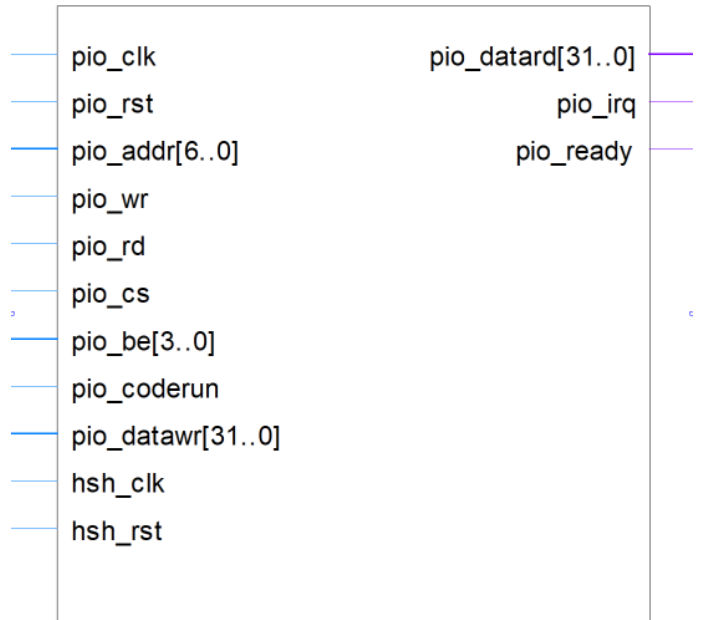 pio_clk pio_datard[31..0]
pio_rst pio_irq
pio_addr[6..0] pio_ready
pio_wr
pio_rd
pio_cs
pio_be[3..0]
pio_coderun
pio_datawr[31..0]
hsh_clk
hsh_rst